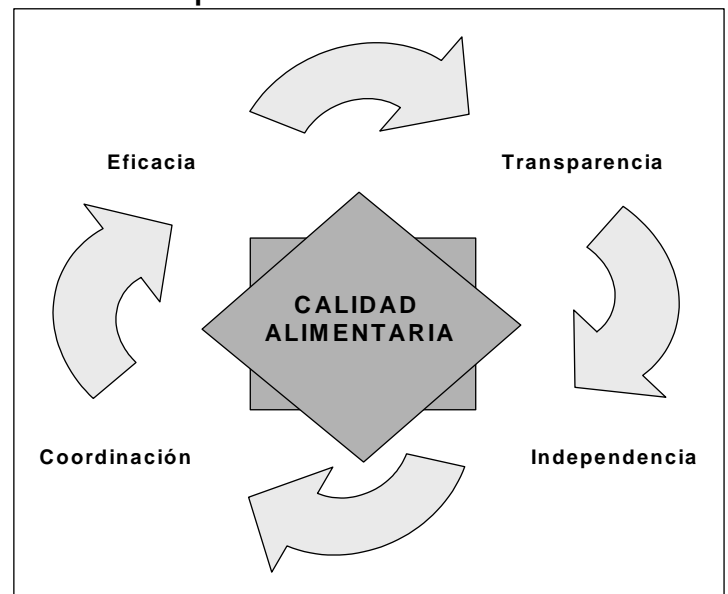 Eficacia
Transparencia
CALIDAD
ALIMENTARIA
Coordinación
Independencia